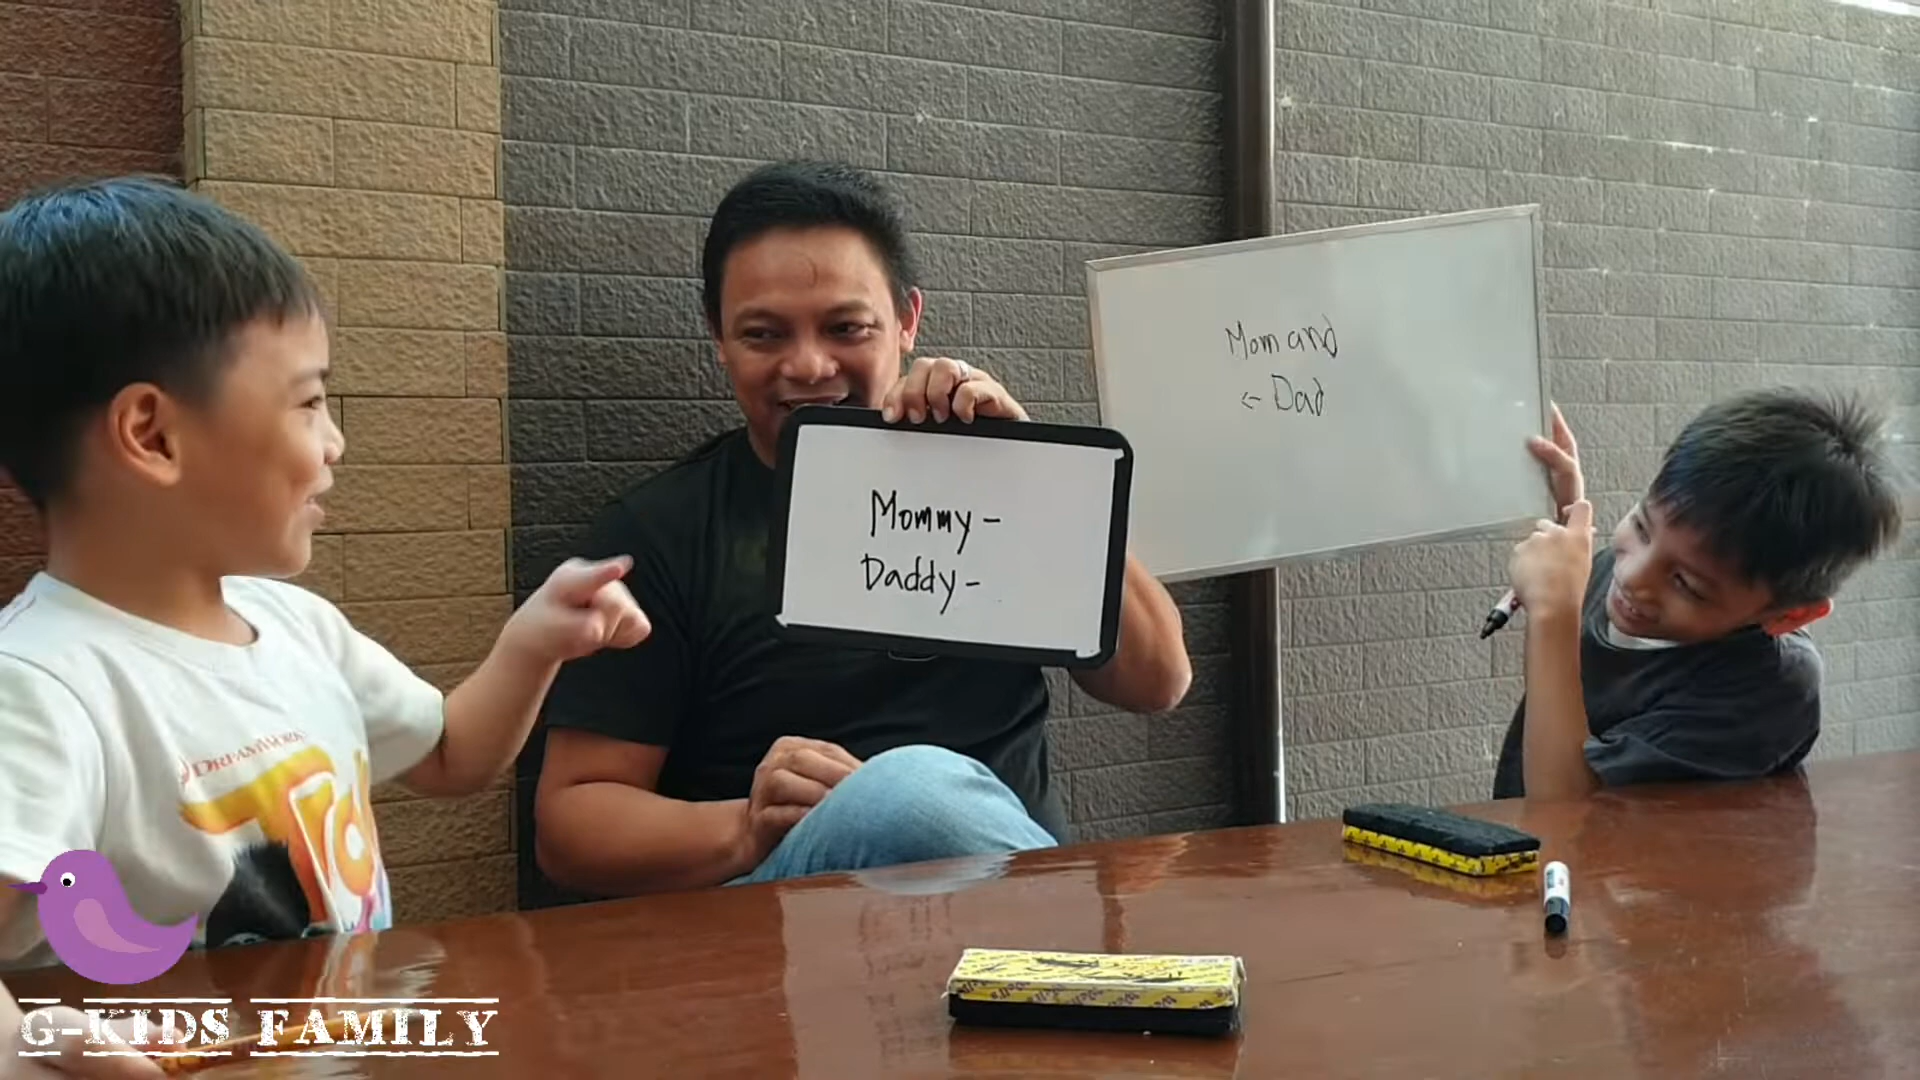 Mommy -
Daddy -
Mom and
← Dad
DREAMWORKS
G-KIDS FAMILY